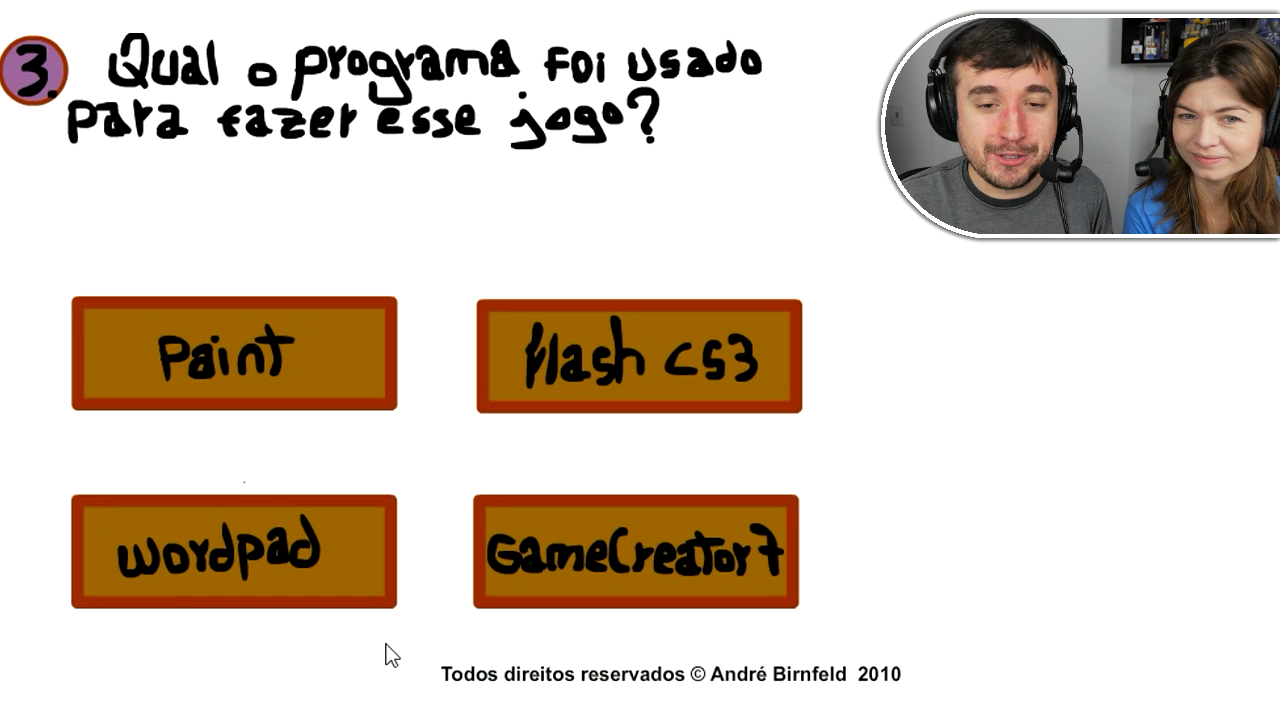 3. Qual o programa foi usado
para fazer esse jogo?
Paint
flash cs3
wordpad
GameCreator7
Todos direitos reservados © André Birnfeld 2010